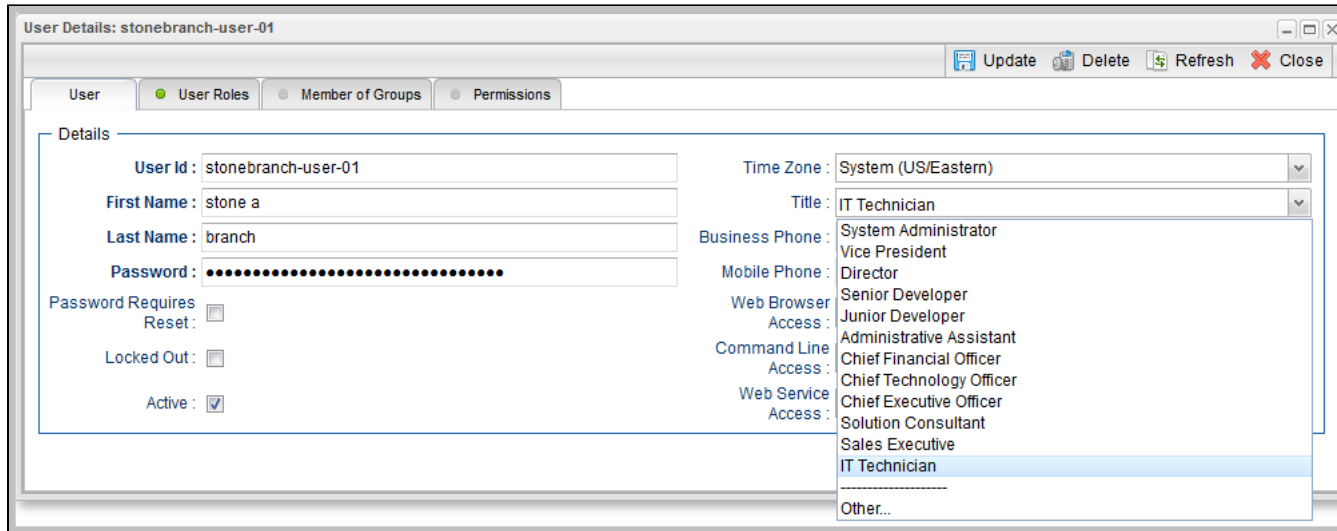 User Details: stonebranch-user-01
Update Delete Refresh Close
User User Roles Member of Groups Permissions
Details
User Id : stonebranch-user-01
First Name : stone a
Last Name : branch
Password : ••••••••••••••••••••••••••••••••
Password Requires
Reset :
Locked Out :
Active :
Time Zone : System (US/Eastern)
Title : IT Technician
Business Phone :
Mobile Phone :
Web Browser
Access :
Command Line
Access :
Web Service
Access :
System Administrator
Vice President
Director
Senior Developer
Junior Developer
Administrative Assistant
Chief Financial Officer
Chief Technology Officer
Chief Executive Officer
Solution Consultant
Sales Executive
IT Technician
--------------------
Other...